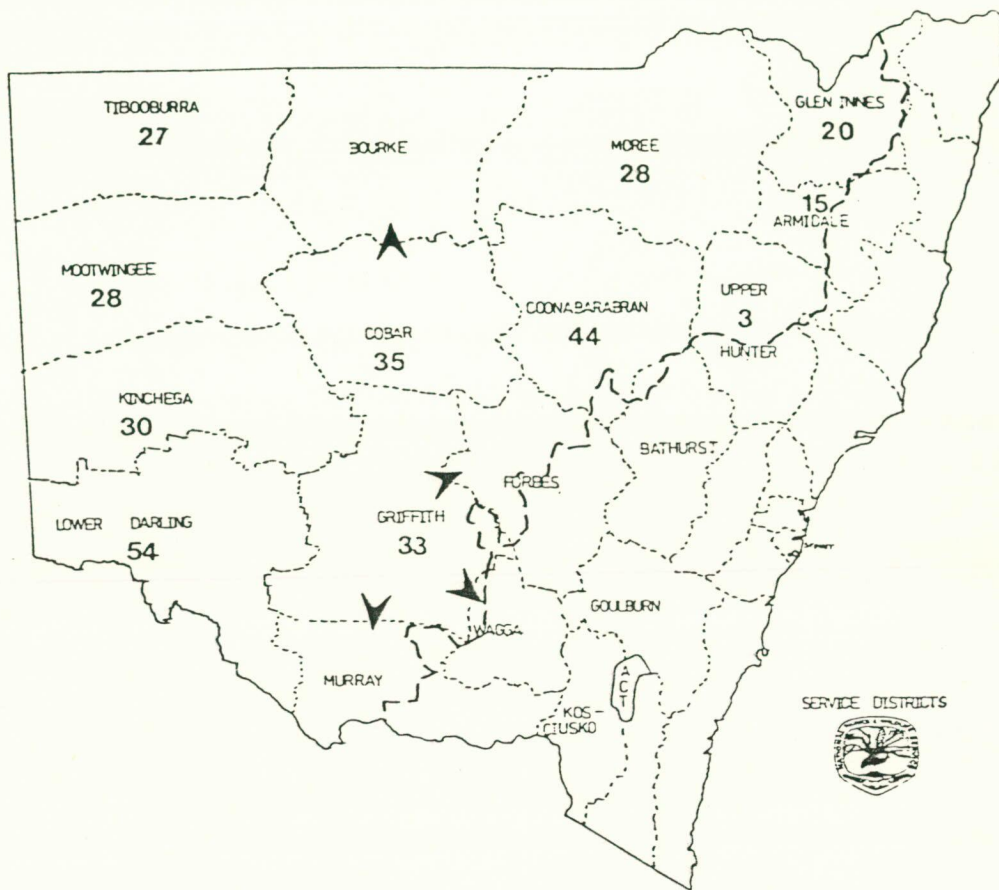 TIBOOBURRA
27
BOURKE
MOREE
28
GLEN INNES
20
15
ARMIDALE
MOOTWINGEE
28
COBAR
35
COONABARABRAN
44
UPPER
3
HUNTER
KINCHEGA
30
BATHURST
FORBES
LOWER DARLING
54
GRIFFITH
33
GOULBURN
WAGGA
MURRAY
ACT
KOS-
CIUSKO
SERVICE DISTRICTS